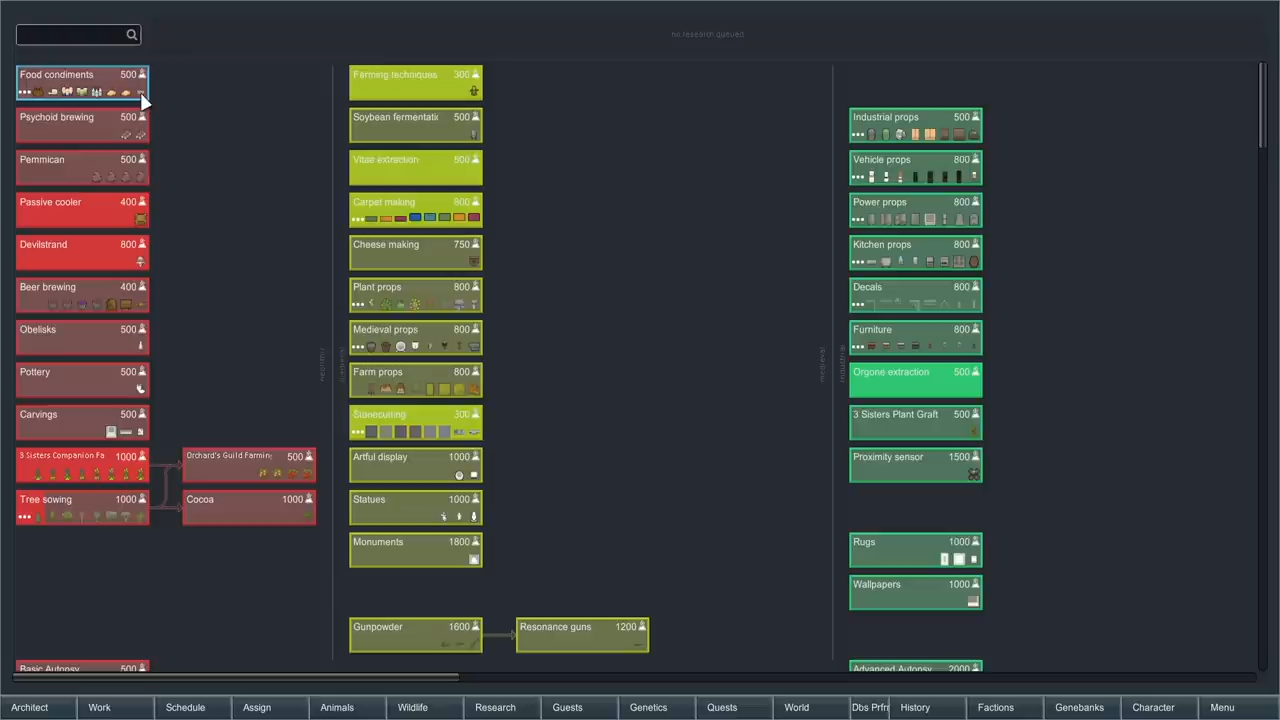 no research queued
Food condiments 500
Psychoid brewing 500
Pemmican 500
Passive cooler 400
Devilstrand 800
Beer brewing 400
Obelisks 500
Pottery 500
Carvings 500
3 Sisters Companion Fa 1000
Tree sowing 1000
Orchard's Guild Farmin 500
Cocoa 1000
Basic Autopsy 500
neolithic
medieval
Farming techniques 300
Soybean fermentatio 500
Vitae extraction 500
Carpet making 800
Cheese making 750
Plant props 800
Medieval props 800
Farm props 800
Stonecutting 300
Artful display 1000
Statues 1000
Monuments 1800
Gunpowder 1600
Resonance guns 1200
medieval
industrial
Industrial props 500
Vehicle props 800
Power props 800
Kitchen props 800
Decals 800
Furniture 800
Orgone extraction 500
3 Sisters Plant Graft 500
Proximity sensor 1500
Rugs 1000
Wallpapers 1000
Advanced Autopsy 2000
Architect Work Schedule Assign Animals Wildlife Research Guests Genetics Quests World Dbs Prfrm History Factions Genebanks Character Menu